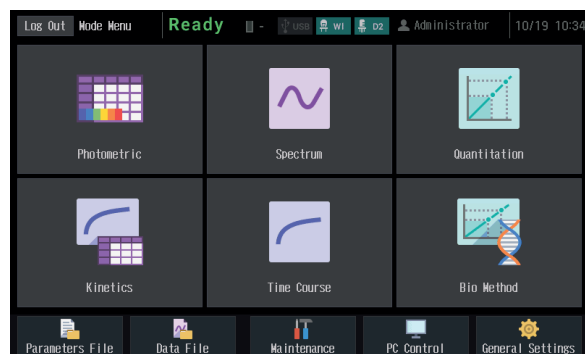 Log Out Mode Menu Ready - USB WI D2 Administrator 10/19 10:34
Photometric Spectrum Quantitation
Kinetics Time Course Bio Method
Parameters File Data File Maintenance PC Control General Settings